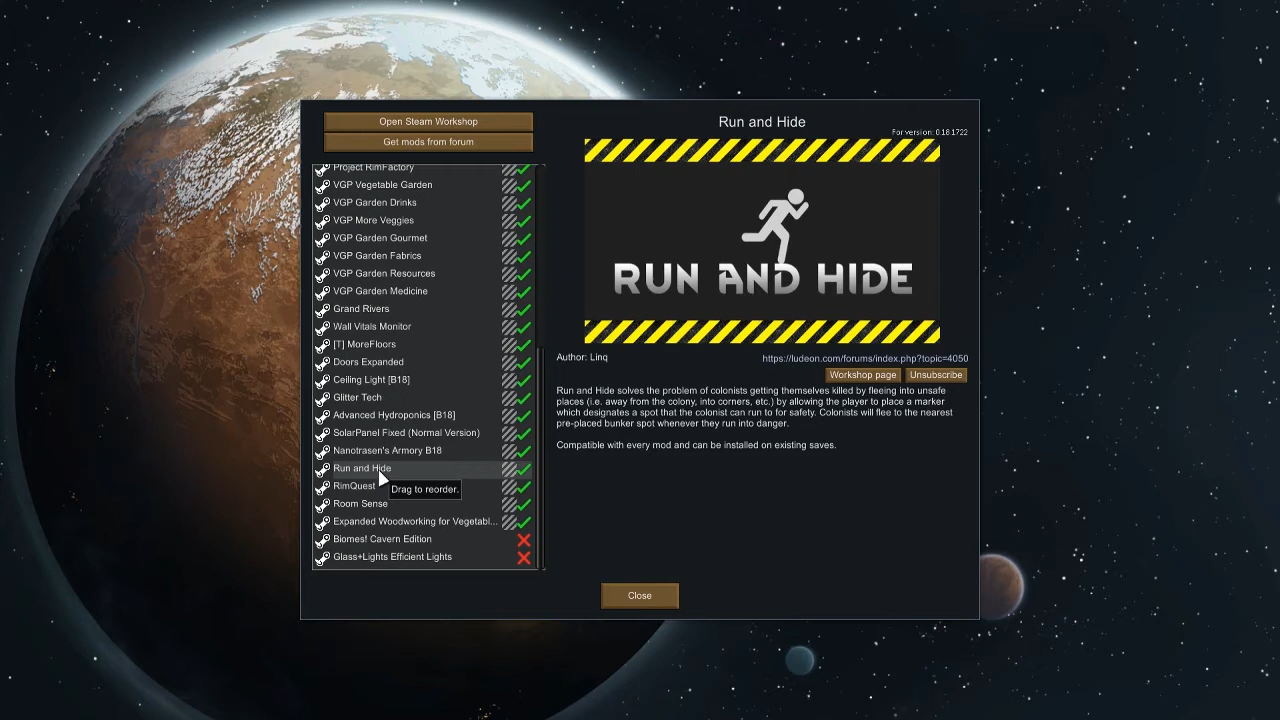 Open Steam Workshop
Get mods from forum
Project RimFactory
VGP Vegetable Garden
VGP Garden Drinks
VGP More Veggies
VGP Garden Gourmet
VGP Garden Fabrics
VGP Garden Resources
VGP Garden Medicine
Grand Rivers
Wall Vitals Monitor
[T] MoreFloors
Doors Expanded
Ceiling Light [B18]
Glitter Tech
Advanced Hydroponics [B18]
SolarPanel Fixed (Normal Version)
Nanotrasen's Armory B18
Run and Hide
RimQuest
Drag to reorder.
Room Sense
Expanded Woodworking for Vegetabl...
Biomes! Cavern Edition
Glass+Lights Efficient Lights
Run and Hide
For version: 0.18.1722
RUN AND HIDE
Author: Linq
https://ludeon.com/forums/index.php?topic=4050
Workshop page
Unsubscribe
Run and Hide solves the problem of colonists getting themselves killed by fleeing into unsafe
places (i.e. away from the colony, into corners, etc.) by allowing the player to place a marker
which designates a spot that the colonist can run to for safety. Colonists will flee to the nearest
pre-placed bunker spot whenever they run into danger.
Compatible with every mod and can be installed on existing saves.
Close